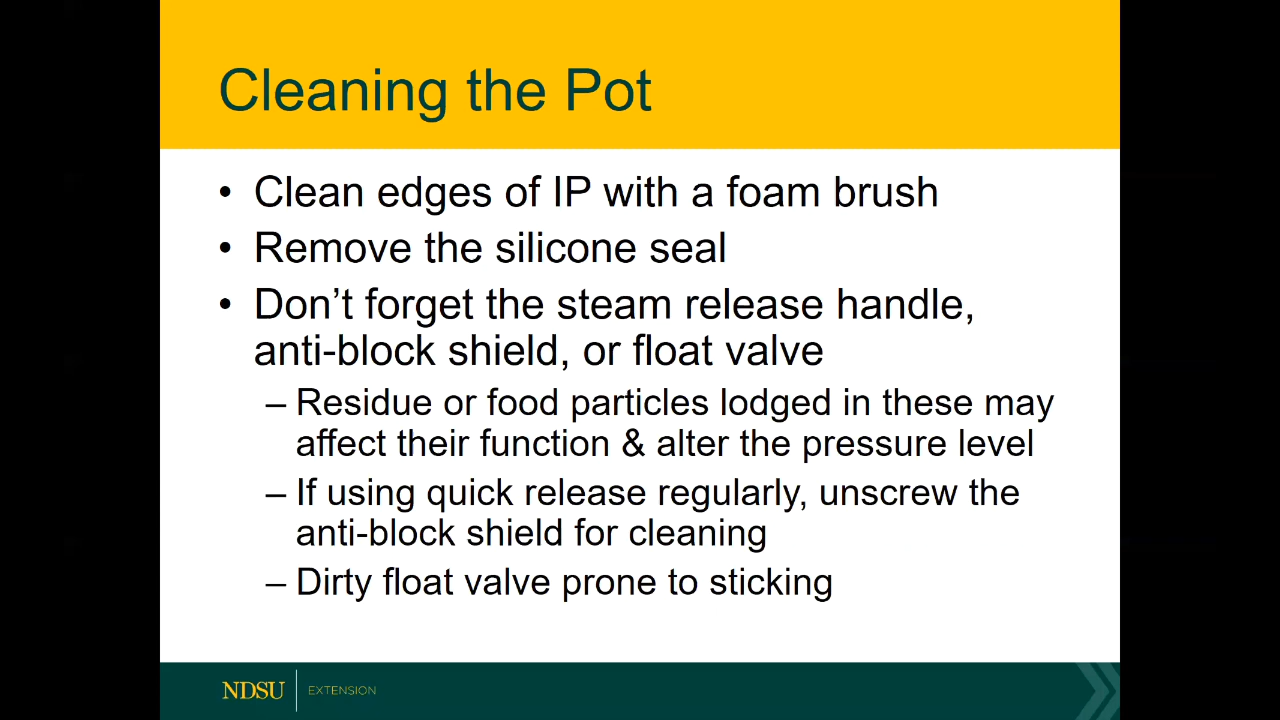 Cleaning the Pot
• Clean edges of IP with a foam brush
• Remove the silicone seal
• Don’t forget the steam release handle,
anti-block shield, or float valve
– Residue or food particles lodged in these may
affect their function & alter the pressure level
– If using quick release regularly, unscrew the
anti-block shield for cleaning
– Dirty float valve prone to sticking
NDSU EXTENSION